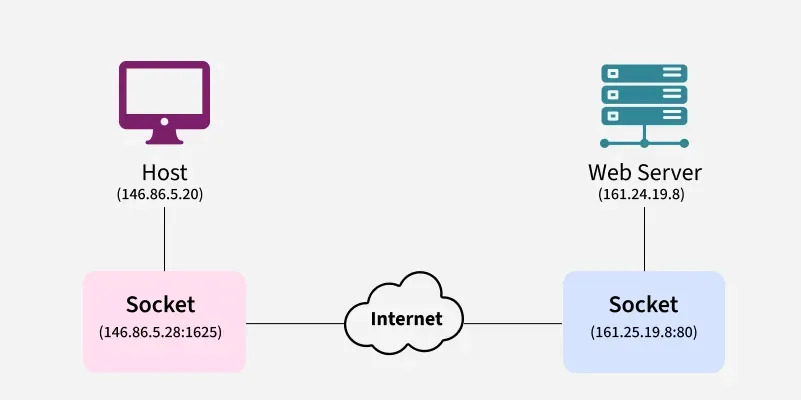 Host
(146.86.5.20)
Web Server
(161.24.19.8)
Socket
(146.86.5.28:1625)
Internet
Socket
(161.25.19.8:80)